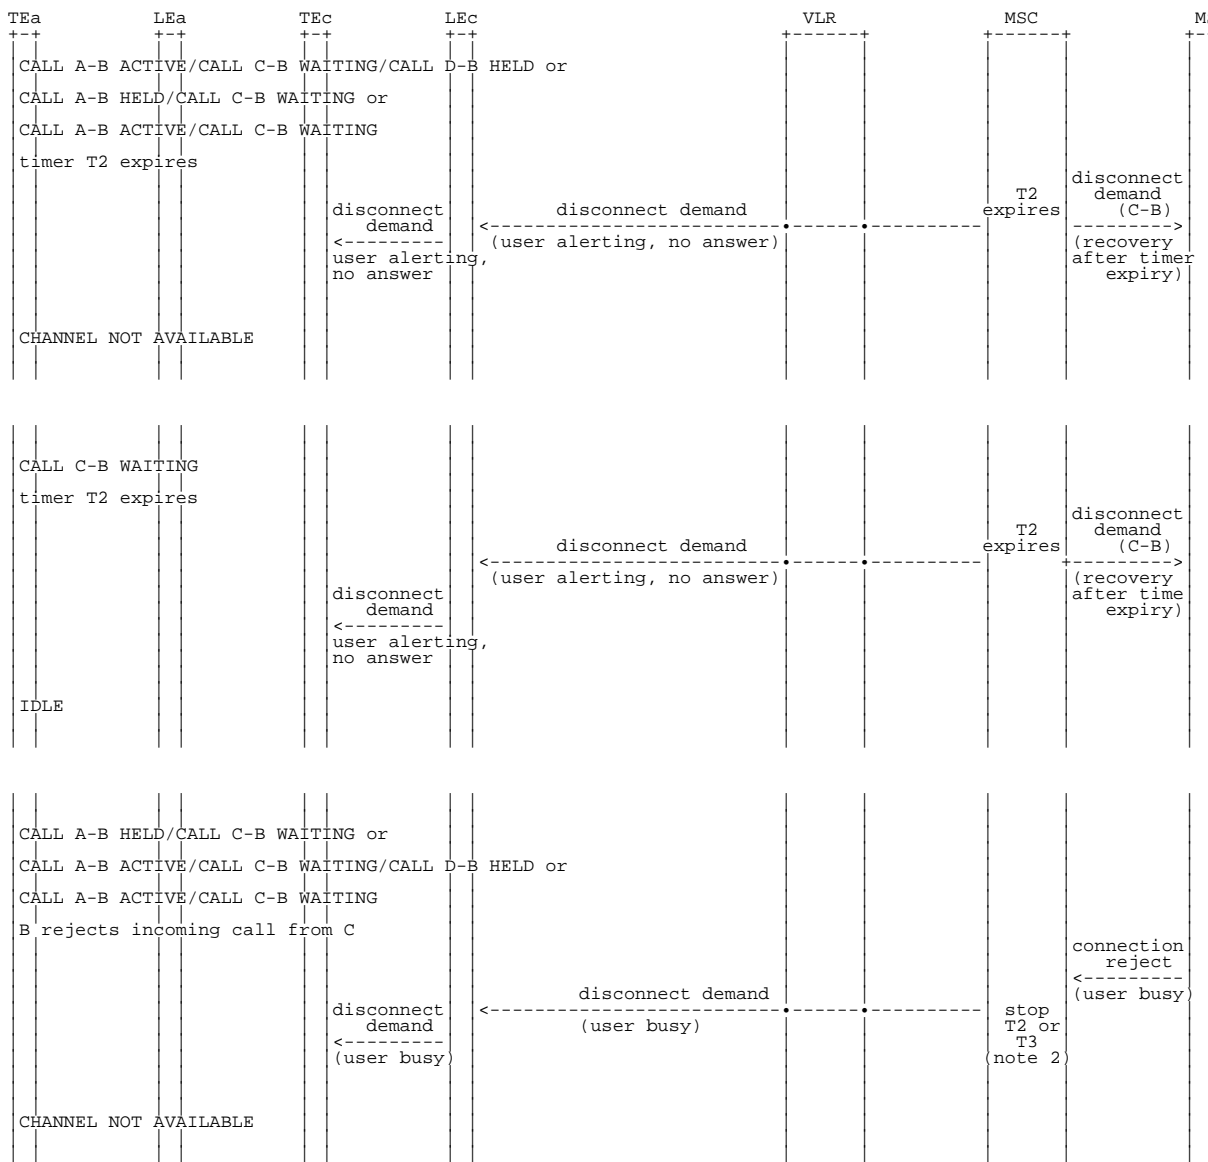 TEa LEa TEc LEc VLR MSC M
CALL A-B ACTIVE/CALL C-B WAITING/CALL D-B HELD or
CALL A-B HELD/CALL C-B WAITING or
CALL A-B ACTIVE/CALL C-B WAITING
timer T2 expires
disconnect
T2 demand
disconnect disconnect demand expires (C-B)
demand
(user alerting, no answer) (recovery
user alerting, after timer
no answer expiry)
CHANNEL NOT AVAILABLE
CALL C-B WAITING
timer T2 expires
disconnect
T2 demand
disconnect demand expires (C-B)
(user alerting, no answer) (recovery
disconnect after time
demand expiry)
user alerting,
no answer
IDLE
CALL A-B HELD/CALL C-B WAITING or
CALL A-B ACTIVE/CALL C-B WAITING/CALL D-B HELD or
CALL A-B ACTIVE/CALL C-B WAITING
B rejects incoming call from C
connection
reject
disconnect demand (user busy)
disconnect stop
demand (user busy) T2 or
T3
(user busy) (note 2)
CHANNEL NOT AVAILABLE